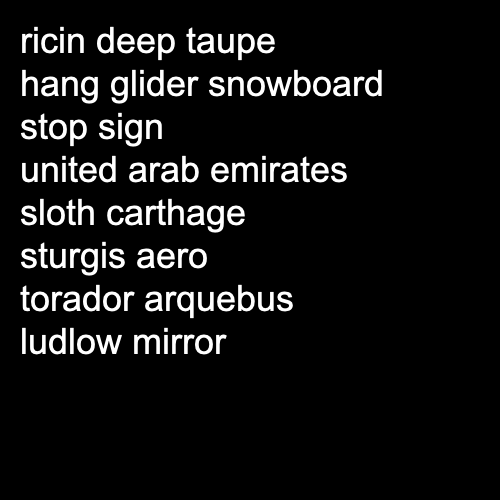 ricin deep taupe
hang glider snowboard
stop sign
united arab emirates
sloth carthage
sturgis aero
torador arquebus
ludlow mirror